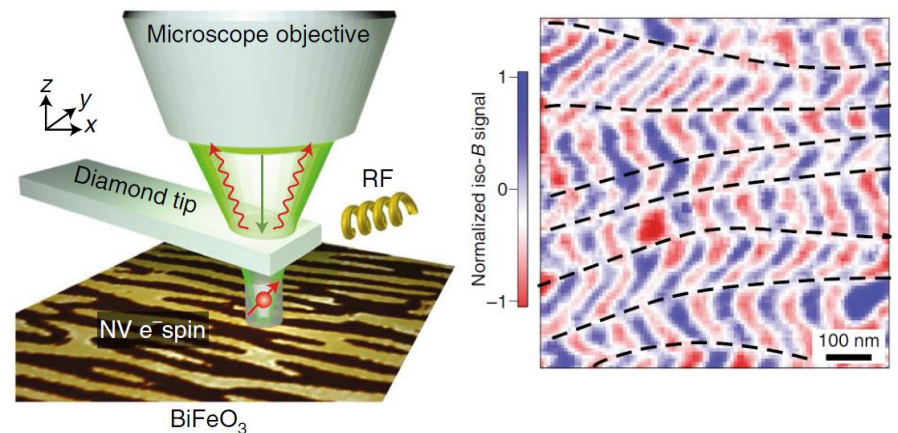 Microscope objective
z
y
x
Diamond tip
RF
NV e⁻spin
BiFeO₃
Normalized iso-B signal
1
0
−1
100 nm